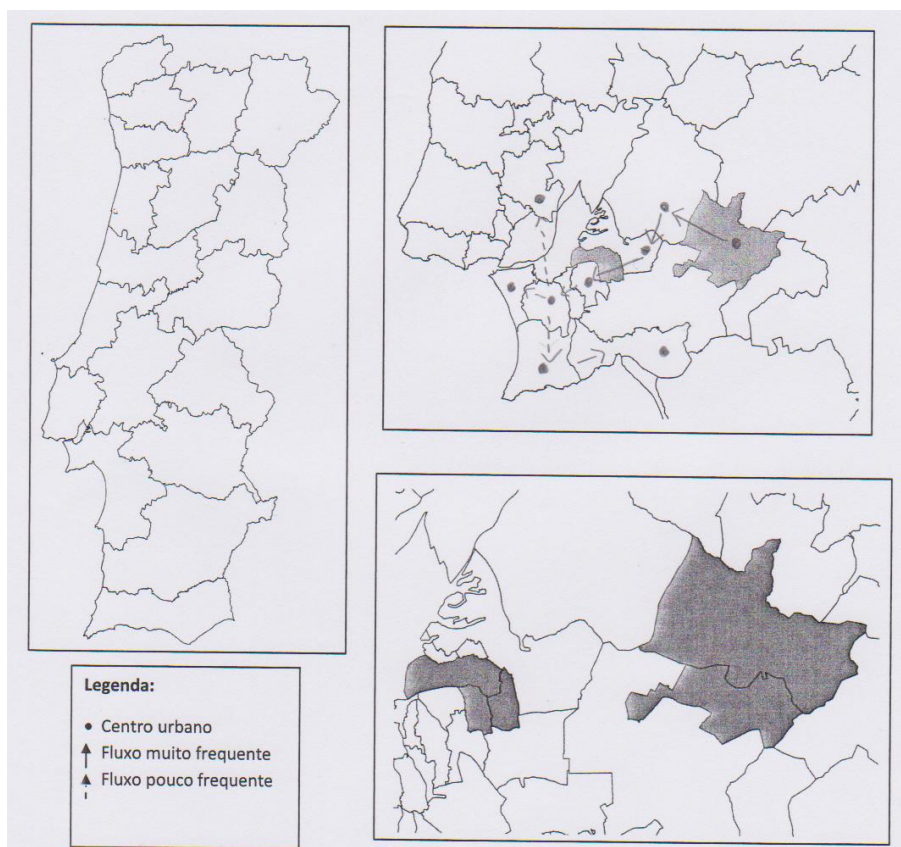 Legenda:
Centro urbano
Fluxo muito frequente
Fluxo pouco frequente